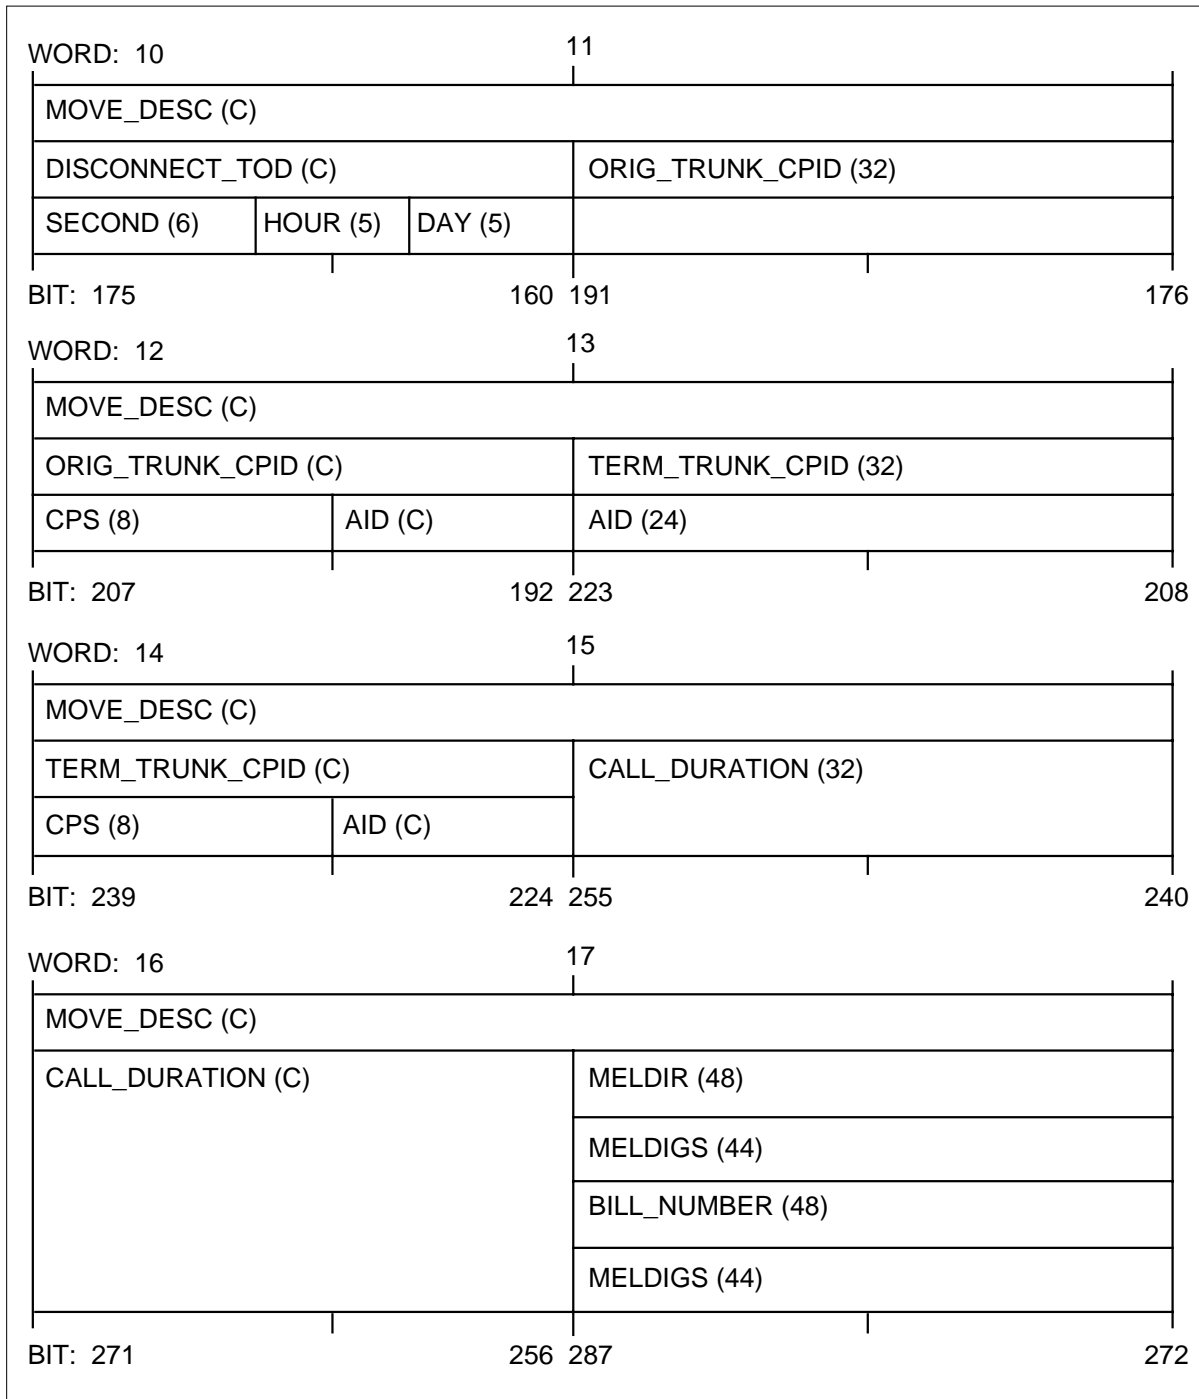 WORD: 10 11
MOVE_DESC (C)
DISCONNECT_TOD (C) ORIG_TRUNK_CPID (32)
SECOND (6) HOUR (5) DAY (5)
BIT: 175 160 191 176
WORD: 12 13
MOVE_DESC (C)
ORIG_TRUNK_CPID (C) TERM_TRUNK_CPID (32)
CPS (8) AID (C) AID (24)
BIT: 207 192 223 208
WORD: 14 15
MOVE_DESC (C)
TERM_TRUNK_CPID (C) CALL_DURATION (32)
CPS (8) AID (C)
BIT: 239 224 255 240
WORD: 16 17
MOVE_DESC (C)
CALL_DURATION (C) MELDIR (48)
MELDIGS (44)
BILL_NUMBER (48)
MELDIGS (44)
BIT: 271 256 287 272